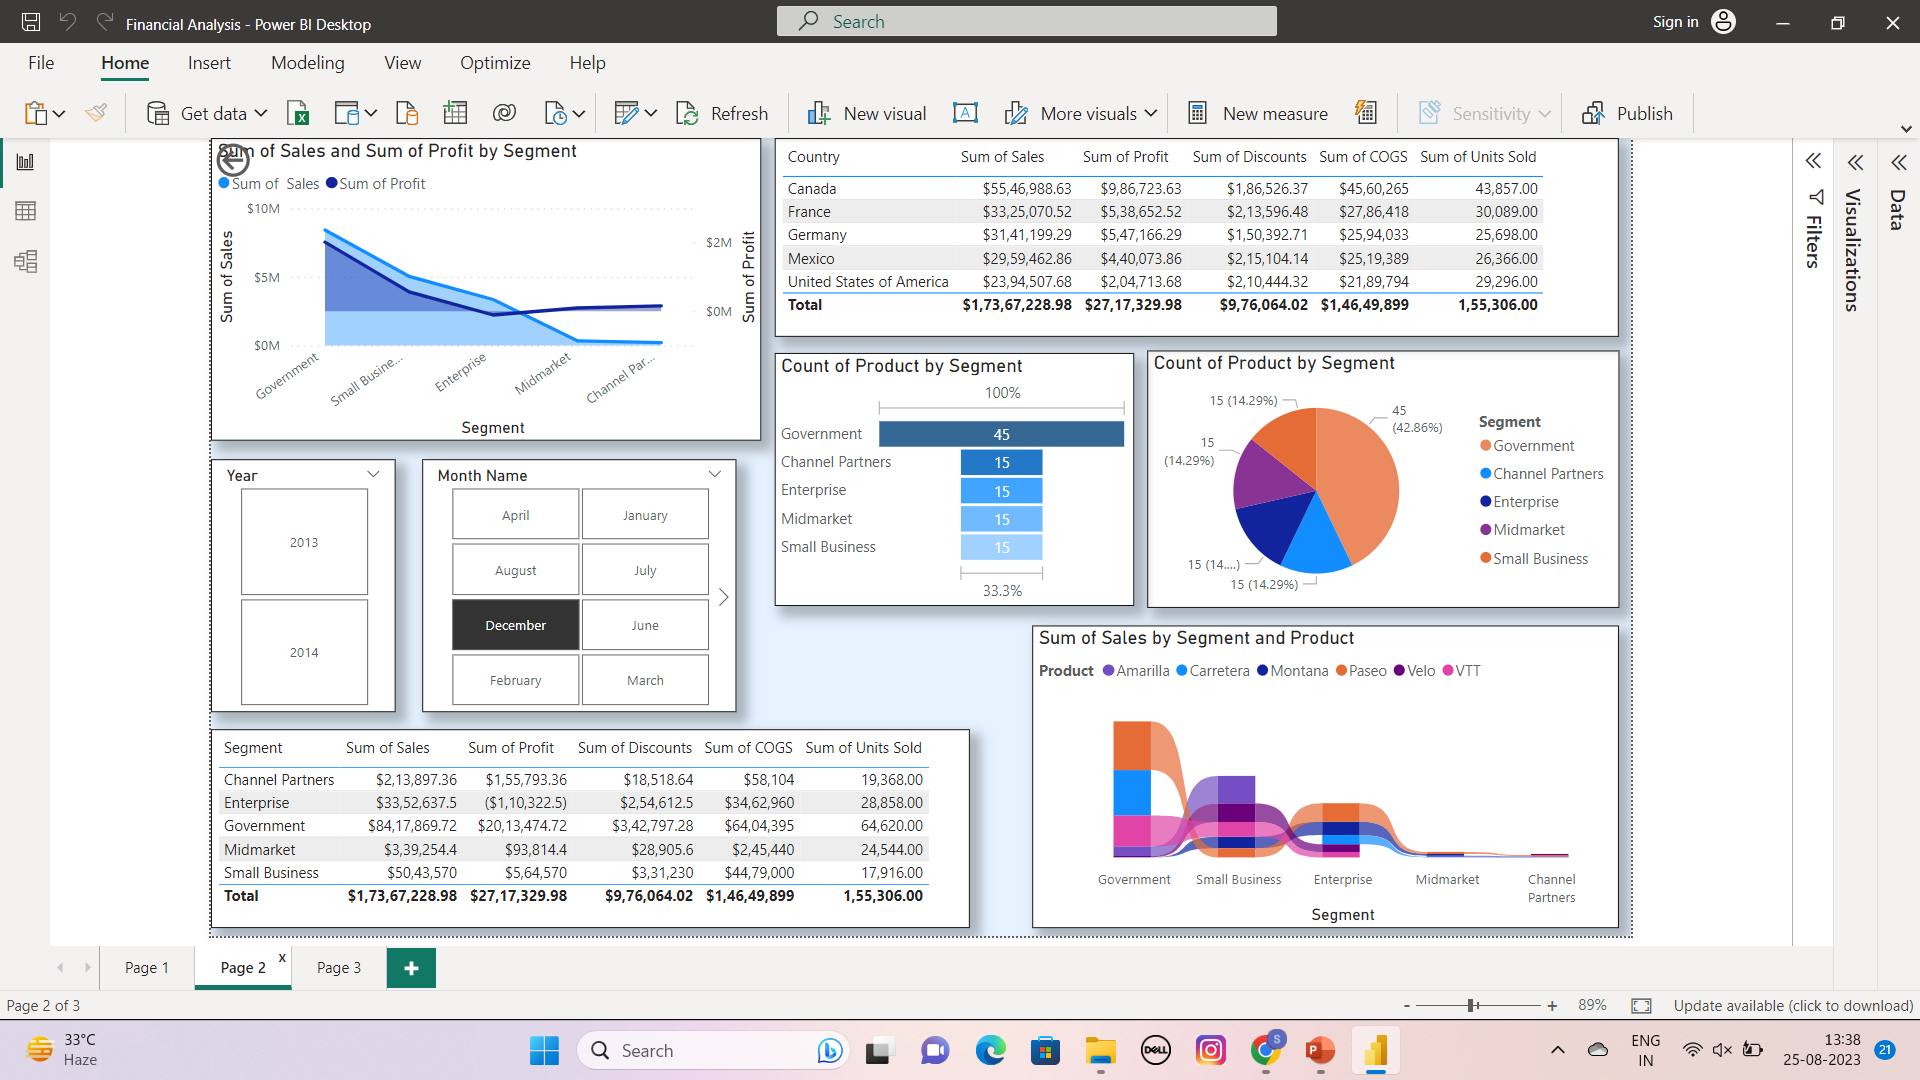 Financial Analysis - Power BI Desktop
Search
Sign in
File Home Insert Modeling View Optimize Help
Get data Refresh New visual More visuals New measure Sensitivity Publish
Sum of Sales and Sum of Profit by Segment
Sum of Sales Sum of Profit
$10M
$5M
$0M
$2M
$0M
Sum of Sales
Sum of Profit
Government
Small Busine...
Enterprise
Midmarket
Channel Par...
Segment
Country Sum of Sales Sum of Profit Sum of Discounts Sum of COGS Sum of Units Sold
Canada $55,46,988.63 $9,86,723.63 $1,86,526.37 $45,60,265 43,857.00
France $33,25,070.52 $5,38,652.52 $2,13,596.48 $27,86,418 30,089.00
Germany $31,41,199.29 $5,47,166.29 $1,50,392.71 $25,94,033 25,698.00
Mexico $29,59,462.86 $4,40,073.86 $2,15,104.14 $25,19,389 26,366.00
United States of America $23,94,507.68 $2,04,713.68 $2,10,444.32 $21,89,794 29,296.00
Total $1,73,67,228.98 $27,17,329.98 $9,76,064.02 $1,46,49,899 1,55,306.00
Filters
Visualizations
Data
Count of Product by Segment
100%
Government 45
Channel Partners 15
Enterprise 15
Midmarket 15
Small Business 15
33.3%
Count of Product by Segment
15 (14.29%)
45
(42.86%)
15
(14.29%)
15 (14....)
15 (14.29%)
Segment
Government
Channel Partners
Enterprise
Midmarket
Small Business
Year
2013
2014
Month Name
April January
August July
December June
February March
Sum of Sales by Segment and Product
Product Amarilla Carretera Montana Paseo Velo VTT
Government Small Business Enterprise Midmarket Channel
Partners
Segment
Segment Sum of Sales Sum of Profit Sum of Discounts Sum of COGS Sum of Units Sold
Channel Partners $2,13,897.36 $1,55,793.36 $18,518.64 $58,104 19,368.00
Enterprise $33,52,637.5 ($1,10,322.5) $2,54,612.5 $34,62,960 28,858.00
Government $84,17,869.72 $20,13,474.72 $3,42,797.28 $64,04,395 64,620.00
Midmarket $3,39,254.4 $93,814.4 $28,905.6 $2,45,440 24,544.00
Small Business $50,43,570 $5,64,570 $3,31,230 $44,79,000 17,916.00
Total $1,73,67,228.98 $27,17,329.98 $9,76,064.02 $1,46,49,899 1,55,306.00
Page 1 Page 2 x Page 3 +
Page 2 of 3
- + 89% Update available (click to download)
33°C
Haze
Search
DELL
S
P
ENG
IN
13:38
25-08-2023
21